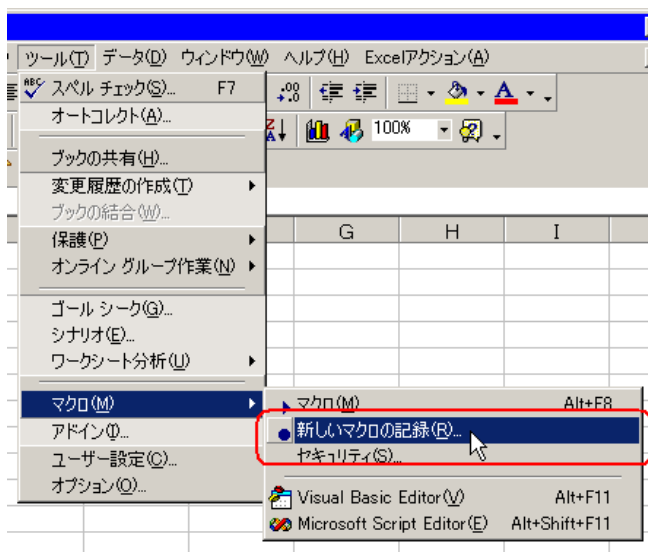 ツール(T) データ(D) ウィンドウ(W) ヘルプ(H) Excelアクション(A)
ABC スペル チェック(S)... F7
オートコレクト(A)...
100%
ブックの共有(H)...
変更履歴の作成(T)
ブックの結合(W)...
保護(P)
G H I
オンライン グループ作業(N)
ゴール シーク(G)...
シナリオ(E)...
ワークシート分析(U)
マクロ(M)
マクロ(M) Alt+F8
アドイン(I)...
新しいマクロの記録(R)...
ユーザー設定(C)...
セキュリティ(S)...
オプション(O)...
Visual Basic Editor(V) Alt+F11
Microsoft Script Editor(E) Alt+Shift+F11